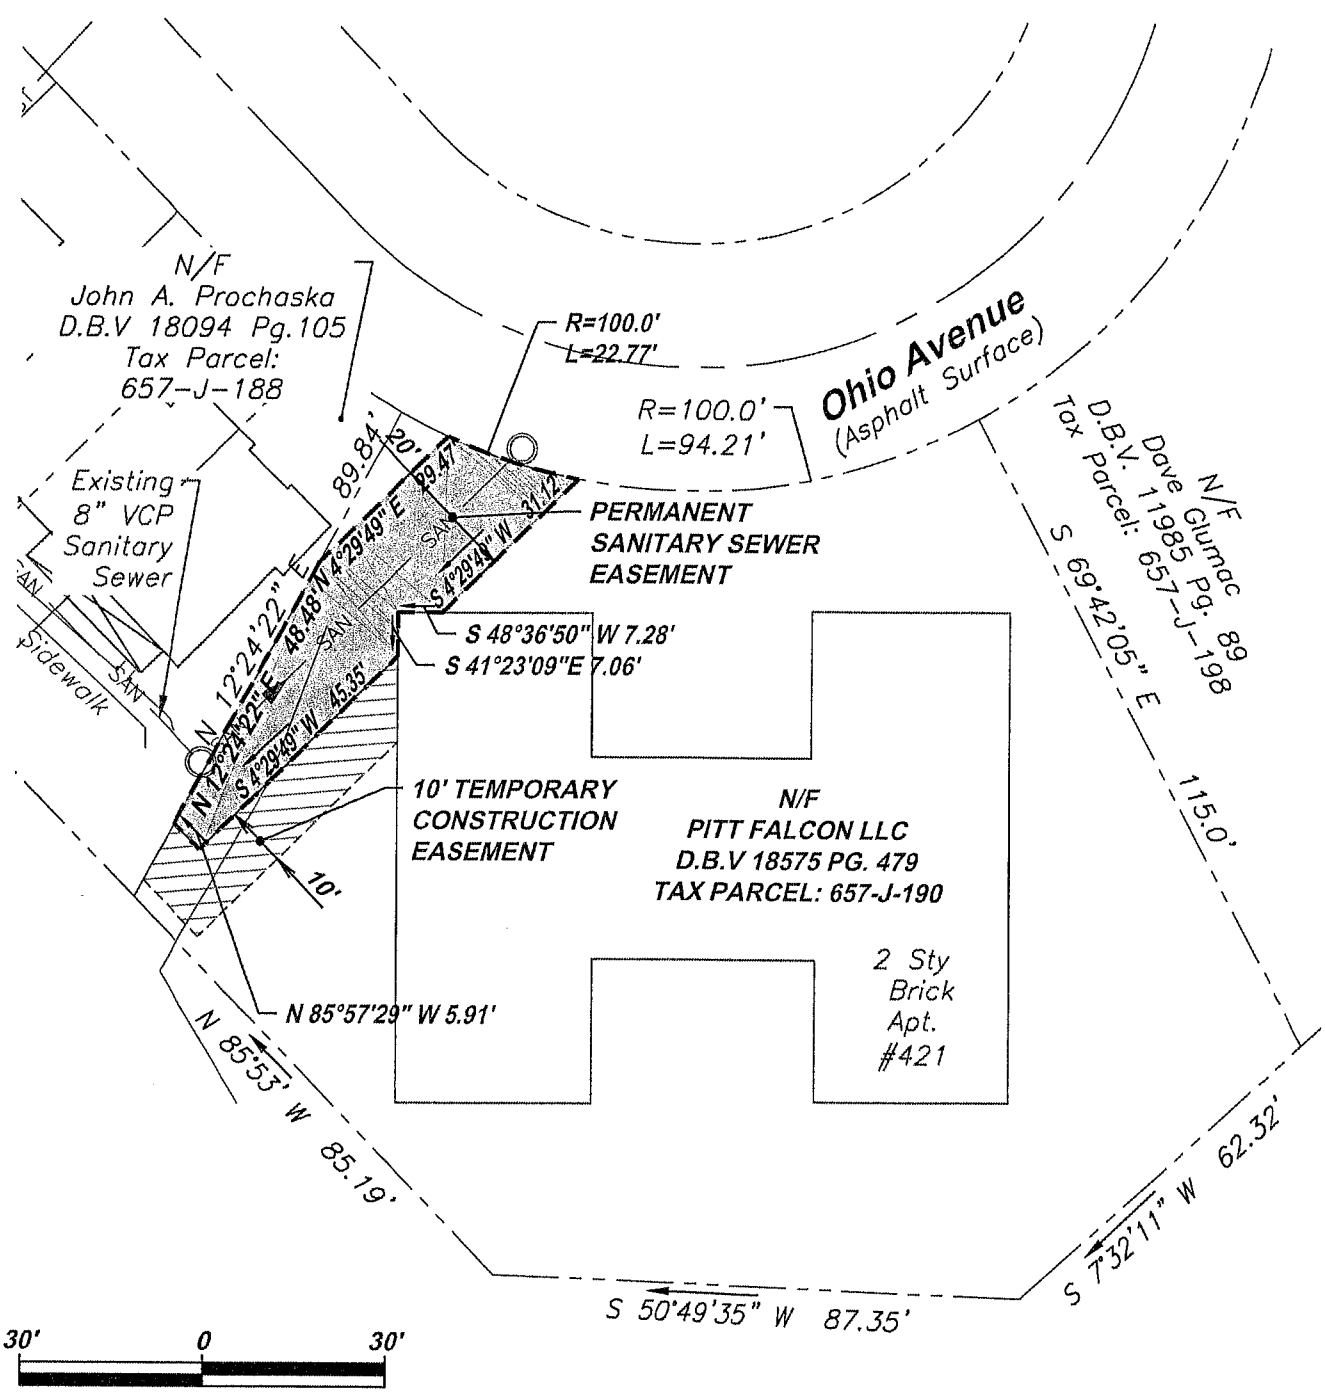 N/F
John A. Prochaska
D.B.V 18094 Pg.105
Tax Parcel:
657-J-188
R=100.0'
L=22.77'
R=100.0'
L=94.21'
Ohio Avenue
(Asphalt Surface)
N/F
Dave Glumac
D.B.V. 11985 Pg. 89
Tax Parcel: 657-J-198
S 69°42'05" E
115.0'
Existing
8" VCP
Sanitary
Sewer
SAN
SAN
Sidewalk
89.84'
N 12°24'22" E
20'
N 4°29'49" E 29.47
SAN
S 4°29'49" W 31.12
PERMANENT
SANITARY SEWER
EASEMENT
N 12°24'22" E 48.48'
SAN
S 48°36'50" W 7.28'
S 41°23'09"E 7.06'
S 4°29'49" W 45.35'
10' TEMPORARY
CONSTRUCTION
EASEMENT
10'
N/F
PITT FALCON LLC
D.B.V 18575 PG. 479
TAX PARCEL: 657-J-190
2 Sty
Brick
Apt.
#421
N 85°57'29" W 5.91'
N 85°53' W 85.19'
S 50°49'35" W 87.35'
S 7°32'11" W 62.32'
30' 0 30'